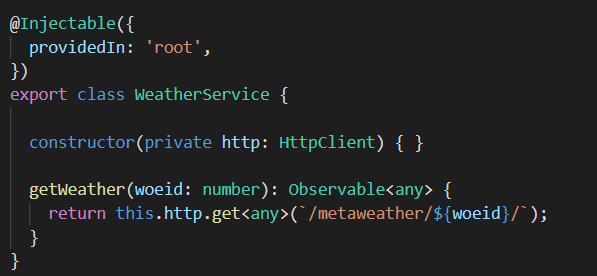 @Injectable({
  providedIn: 'root',
})
export class WeatherService {
  constructor(private http: HttpClient) { }
  getWeather(woeid: number): Observable<any> {
    return this.http.get<any>(`/metaweather/${woeid}/`);
  }
}